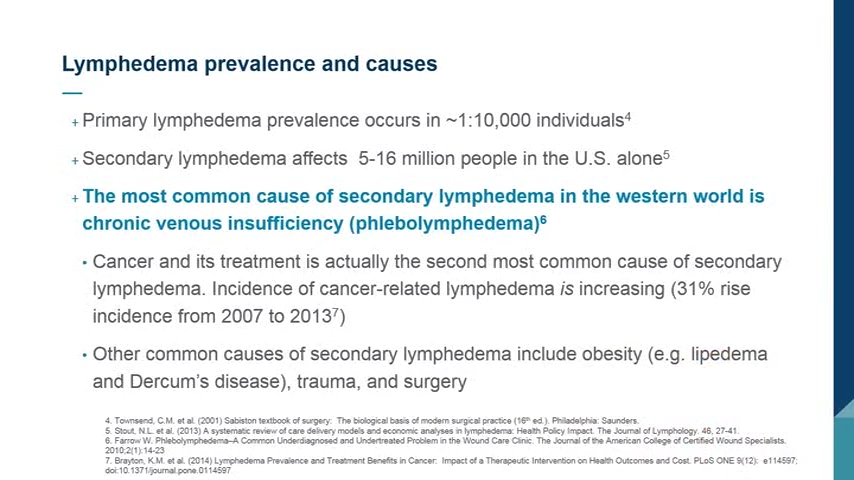 Lymphedema prevalence and causes
+ Primary lymphedema prevalence occurs in ~1:10,000 individuals⁴
+ Secondary lymphedema affects 5-16 million people in the U.S. alone⁵
+ The most common cause of secondary lymphedema in the western world is
chronic venous insufficiency (phlebolymphedema)⁶
• Cancer and its treatment is actually the second most common cause of secondary
lymphedema. Incidence of cancer-related lymphedema is increasing (31% rise
incidence from 2007 to 2013⁷)
• Other common causes of secondary lymphedema include obesity (e.g. lipedema
and Dercum's disease), trauma, and surgery
4. Townsend, C.M. et al. (2001) Sabiston textbook of surgery: The biological basis of modern surgical practice (16th ed.). Philadelphia: Saunders.
5. Stout, N.L. et al. (2013) A systematic review of care delivery models and economic analyses in lymphedema: Health Policy Impact. The Journal of Lymphology. 46, 27-41.
6. Farrow W. Phlebolymphedema–A Common Underdiagnosed and Undertreated Problem in the Wound Care Clinic. The Journal of the American College of Certified Wound Specialists.
2010;2(1):14-23
7. Brayton, K.M. et al. (2014) Lymphedema Prevalence and Treatment Benefits in Cancer: Impact of a Therapeutic Intervention on Health Outcomes and Cost. PLoS ONE 9(12): e114597;
doi:10.1371/journal.pone.0114597